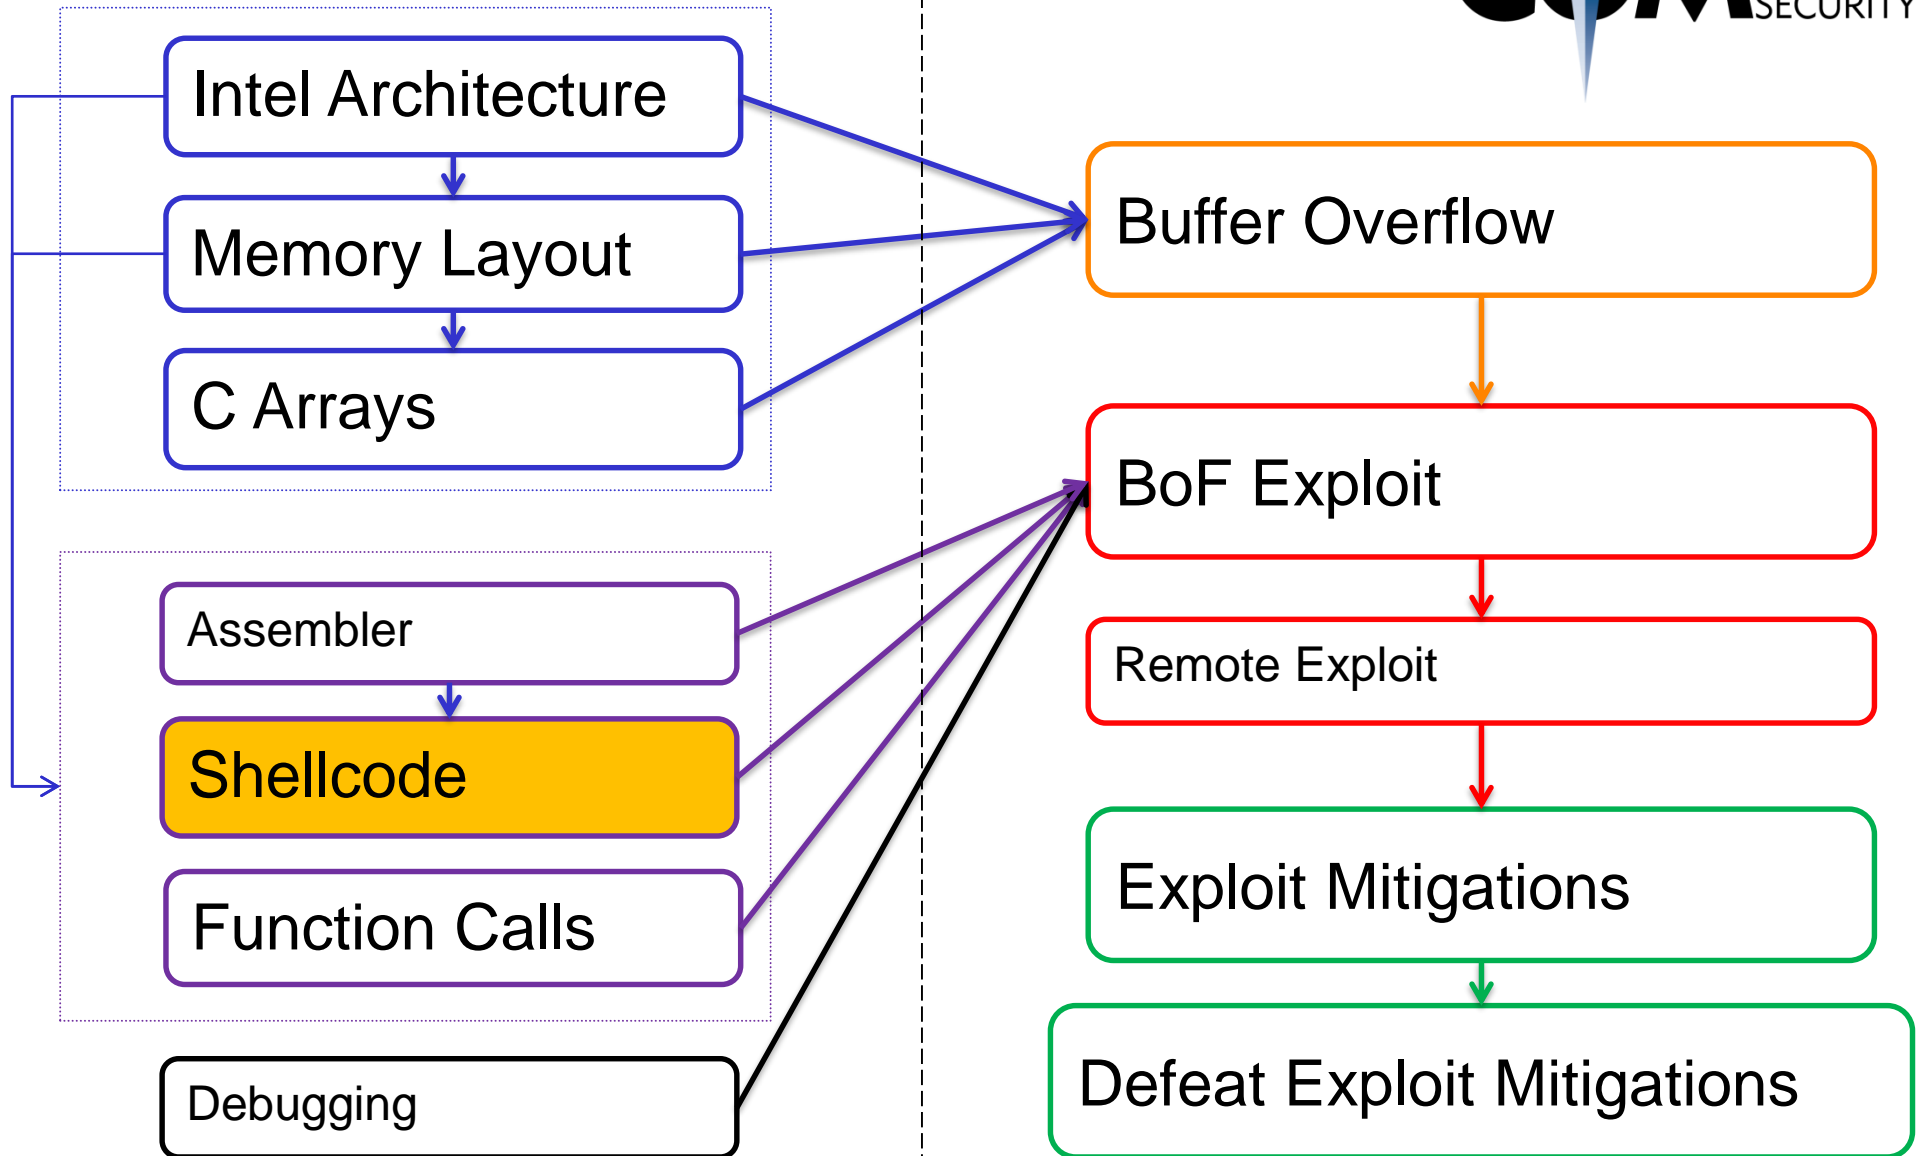 SECURITY
Intel Architecture
Memory Layout
C Arrays
Assembler
Shellcode
Function Calls
Debugging
Buffer Overflow
BoF Exploit
Remote Exploit
Exploit Mitigations
Defeat Exploit Mitigations